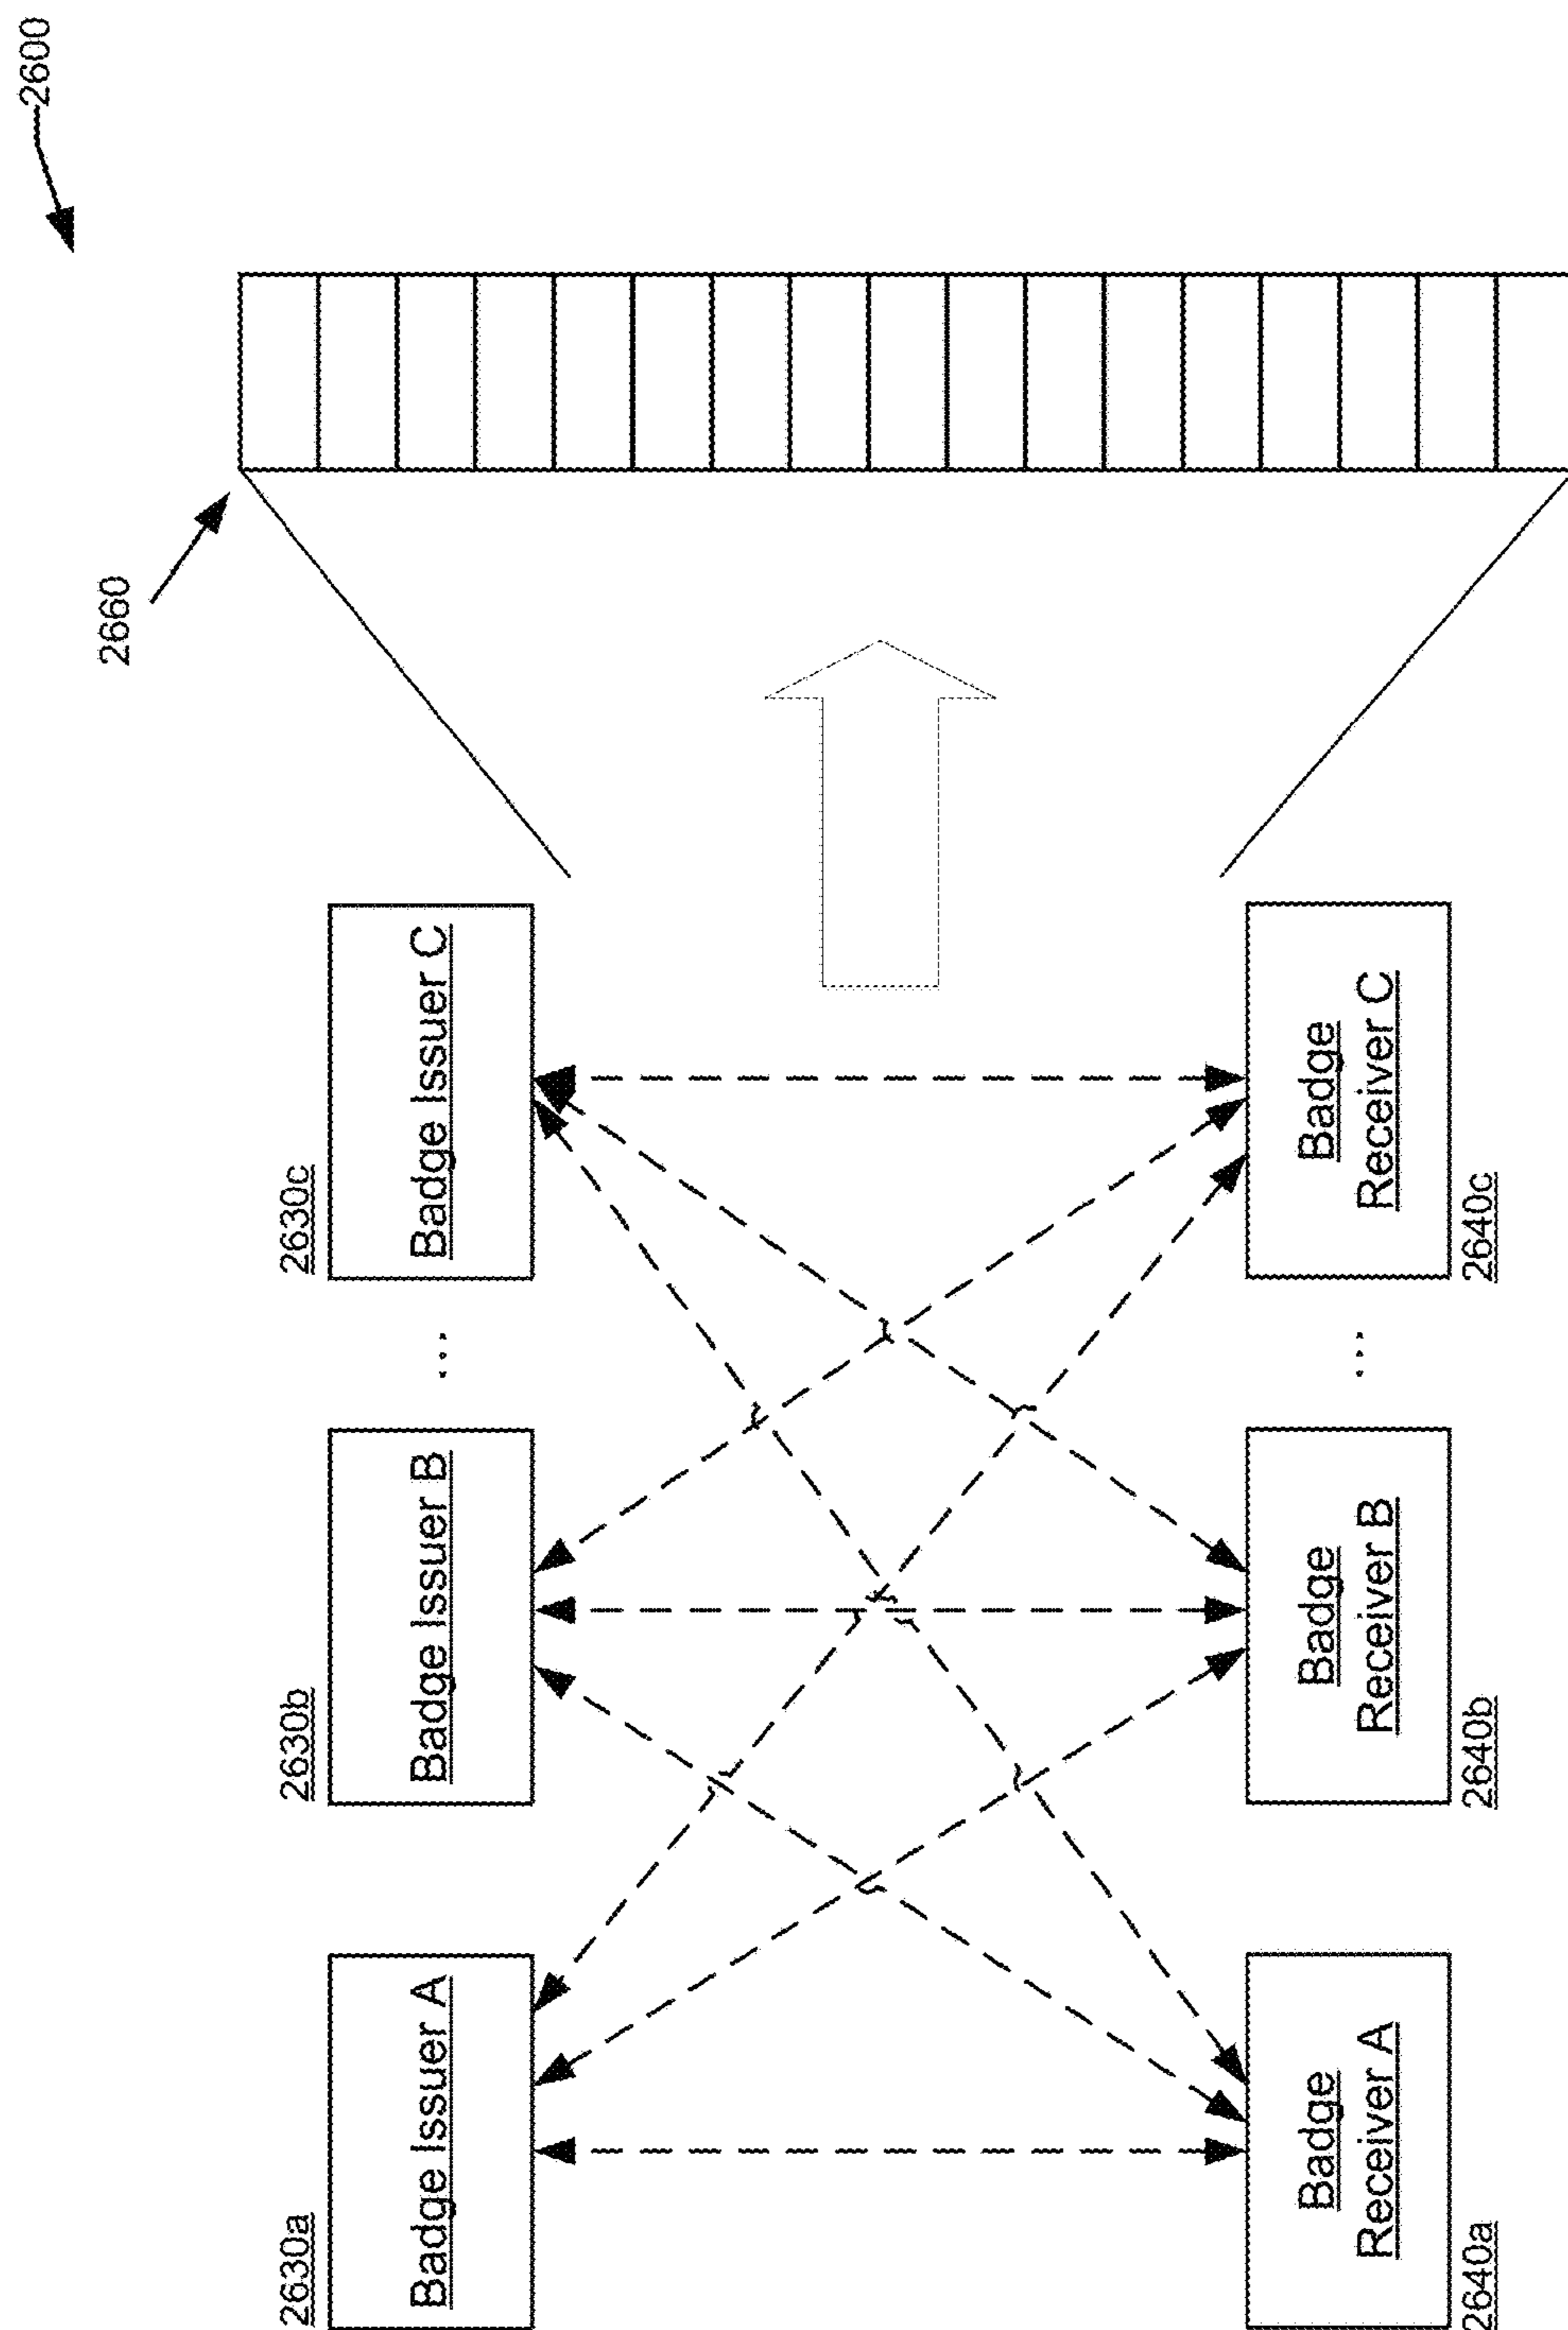 2600
2630a
2630b
2630c
Badge Issuer A
Badge Issuer B
...
Badge Issuer C
2660
Badge
Receiver A
Badge
Receiver B
...
Badge
Receiver C
2640a
2640b
2640c